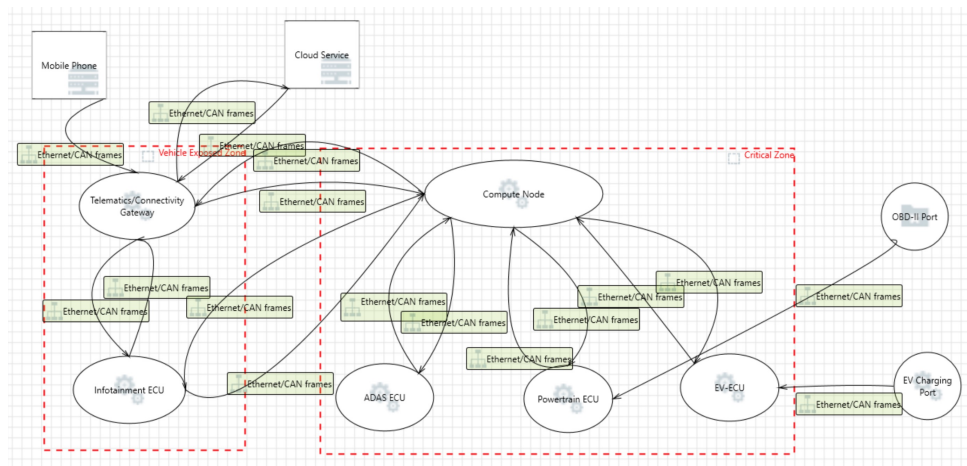 Cloud Service
Mobile Phone
Ethernet/CAN frames
Ethernet/CAN frames
Ethernet/CAN frames
Vehicle Exposed Zone
Ethernet/CAN frames
Critical Zone
Telematics/Connectivity
Gateway
Ethernet/CAN frames
Compute Node
OBD-II Port
Ethernet/CAN frames
Ethernet/CAN frames
Ethernet/CAN frames
Ethernet/CAN frames
Ethernet/CAN frames
Ethernet/CAN frames
Ethernet/CAN frames
Ethernet/CAN frames
Ethernet/CAN frames
Ethernet/CAN frames
Ethernet/CAN frames
Ethernet/CAN frames
Infotainment ECU
ADAS ECU
Powertrain ECU
EV-ECU
EV Charging
Port
Ethernet/CAN frames